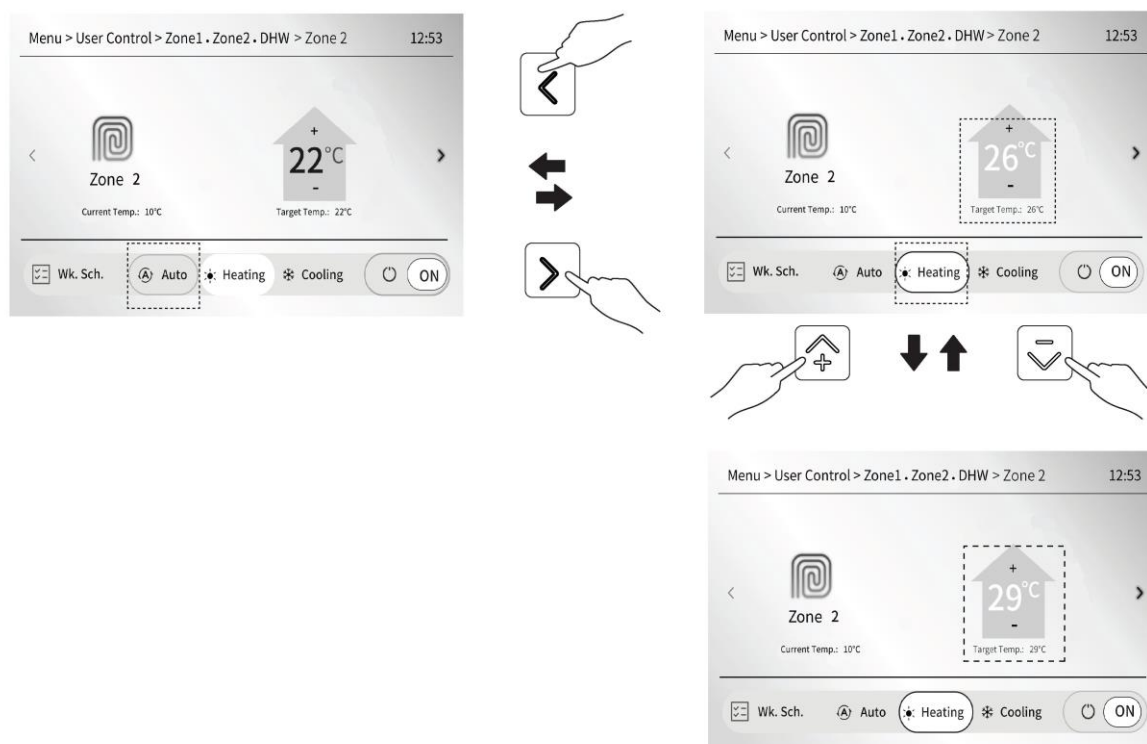 Menu > User Control > Zone1 • Zone2 • DHW > Zone 2 12:53
+
22°C
-
Zone 2
Current Temp.: 10°C Target Temp.: 22°C
Wk. Sch. Auto Heating Cooling ON
Menu > User Control > Zone1 • Zone2 • DHW > Zone 2 12:53
+
26°C
-
Zone 2
Current Temp.: 10°C Target Temp.: 26°C
Wk. Sch. Auto Heating Cooling ON
Menu > User Control > Zone1 • Zone2 • DHW > Zone 2 12:53
+
29°C
-
Zone 2
Current Temp.: 10°C Target Temp.: 29°C
Wk. Sch. Auto Heating Cooling ON